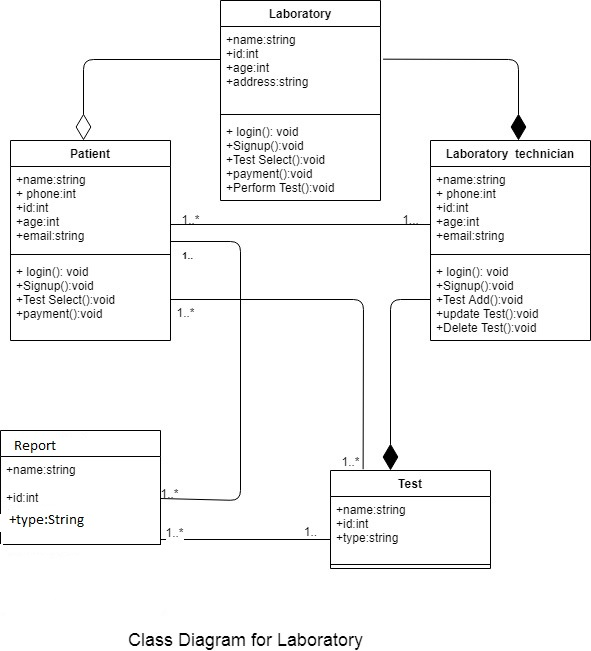 Laboratory
+name:string
+id:int
+age:int
+address:string
+ login(): void
+Signup():void
+Test Select():void
+payment():void
+Perform Test():void
Patient
+name:string
+ phone:int
+id:int
+age:int
+email:string
+ login(): void
+Signup():void
+Test Select():void
+payment():void
Laboratory technician
+name:string
+ phone:int
+id:int
+age:int
+email:string
+ login(): void
+Signup():void
+Test Add():void
+update Test():void
+Delete Test():void
1..*
1...
1..
1..*
1..*
Report
+name:string
+id:int
+type:String
1..*
1..*
1..
Test
+name:string
+id:int
+type:string
Class Diagram for Laboratory